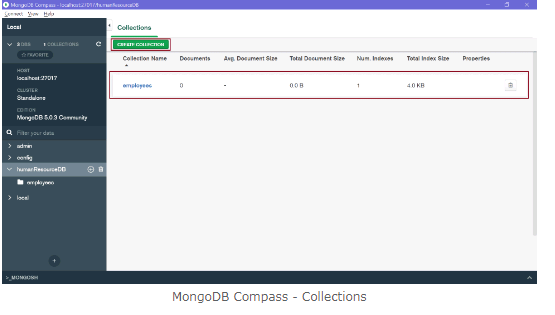 MongoDB Compass - localhost:27017/humanResourceDB
Connect View Help
Local
Collections
3 DBS 1 COLLECTIONS
FAVORITE
CREATE COLLECTION
Collection Name Documents Avg. Document Size Total Document Size Num. Indexes Total Index Size Properties
HOST
localhost:27017
employees 0 - 0.0 B 1 4.0 KB
CLUSTER
Standalone
EDITION
MongoDB 5.0.3 Community
Filter your data
admin
config
humanResourceDB
employees
local
>_MONGOSH
MongoDB Compass - Collections